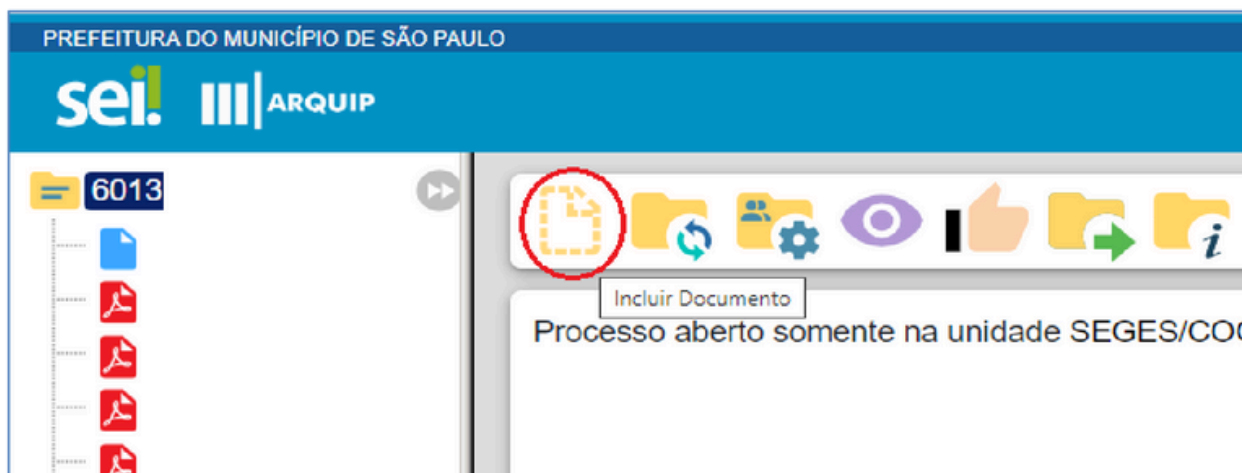 PREFEITURA DO MUNICÍPIO DE SÃO PAULO
sei! ARQUIP
6013
Incluir Documento
Processo aberto somente na unidade SEGES/CO